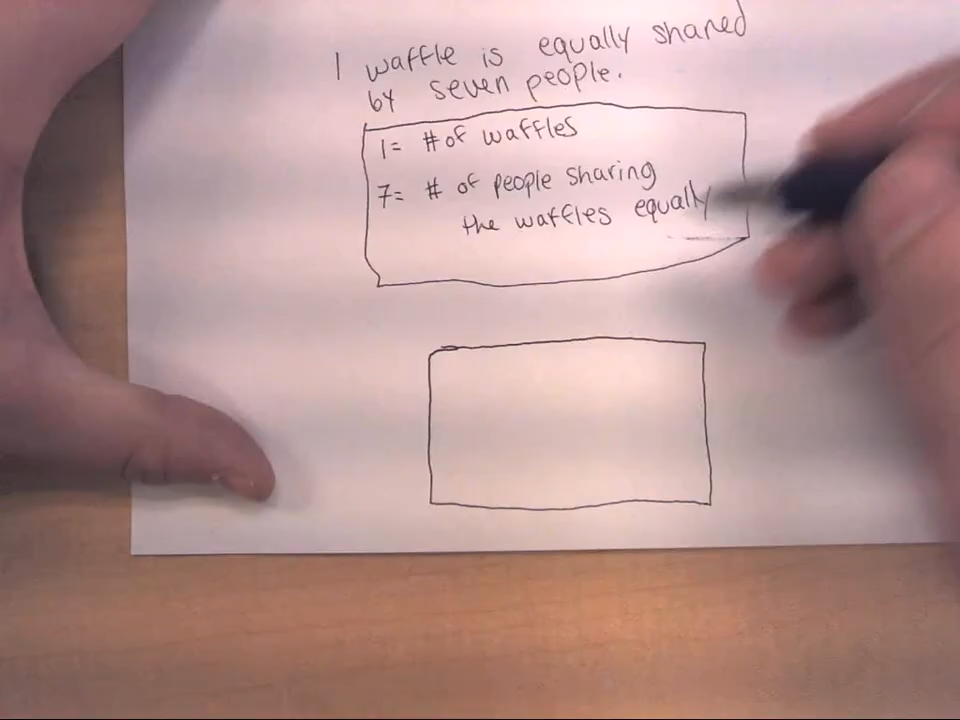 1 waffle is equally shared
by seven people.
1= # of waffles
7= # of people sharing
the waffles equally